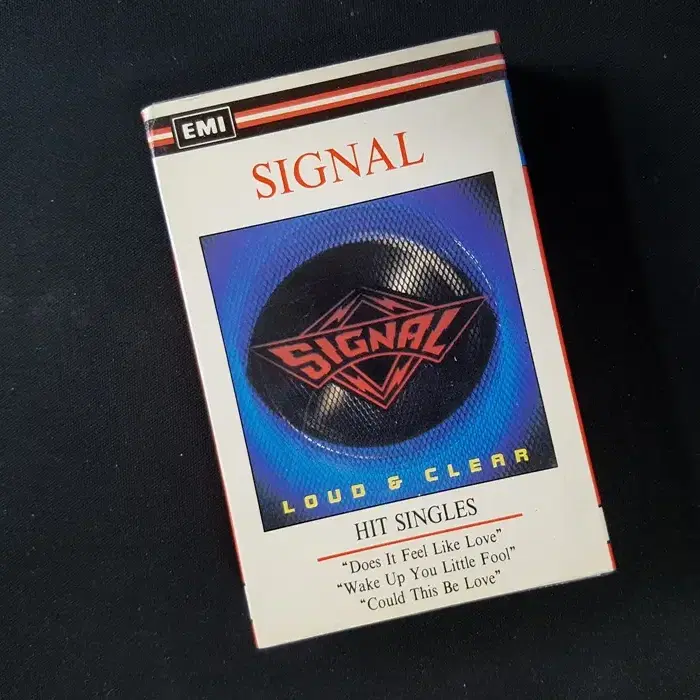 EMI
SIGNAL
SIGNAL
LOUD & CLEAR
HIT SINGLES
“Does It Feel Like Love”
“Wake Up You Little Fool”
“Could This Be Love”